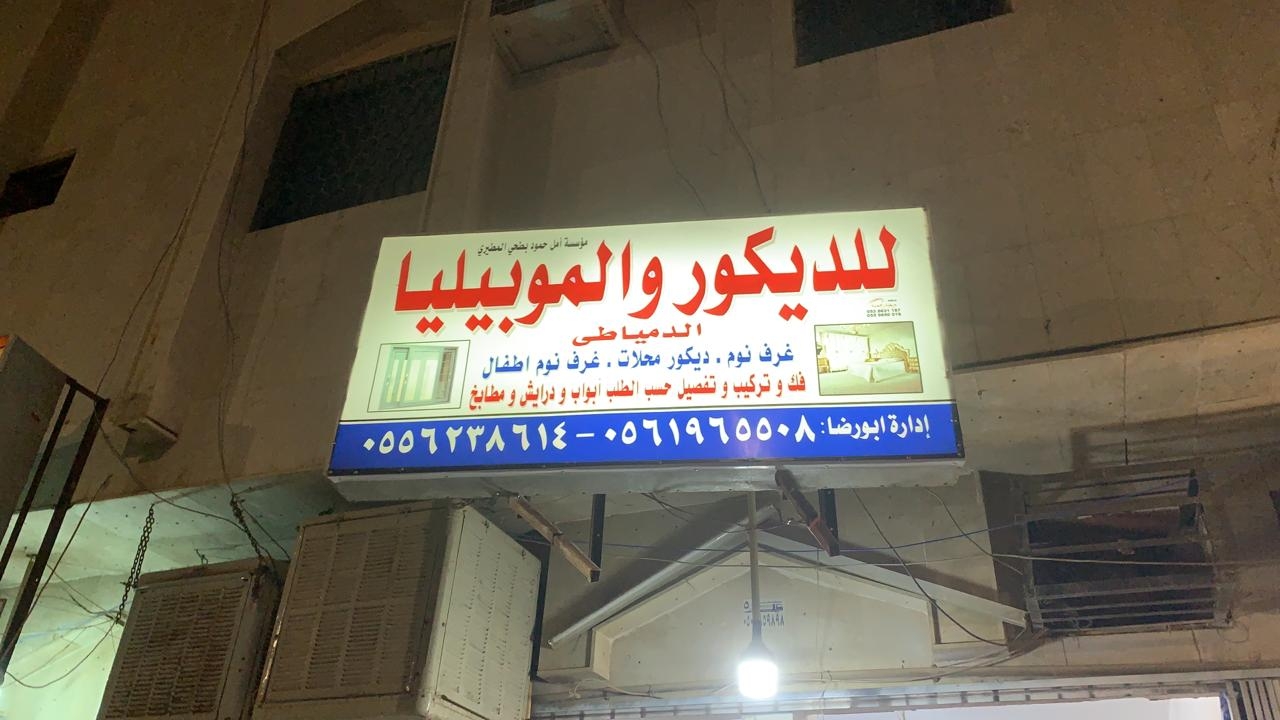 مؤسسة أمل حمود بطحي المطيري
للديكور والموبيليا
الدمياطى
غرف نوم . ديكور محلات . غرف نوم اطفال
فك و تركيب و تفصيل حسب الطلب أبواب و درايش و مطابخ
إدارة ابورضا: ٠٥٦١٩٦٥٥٠٨ - ٠٥٥٦٢٣٨٦١٤